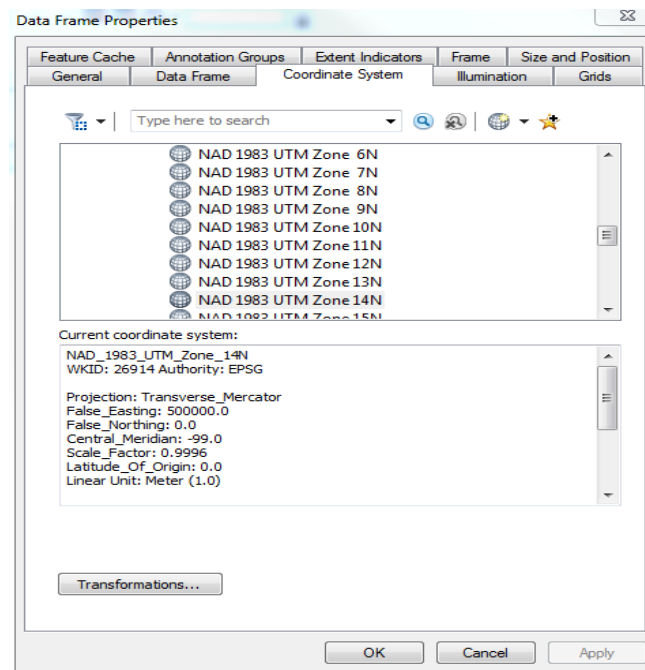 Data Frame Properties
Feature Cache Annotation Groups Extent Indicators Frame Size and Position
General Data Frame Coordinate System Illumination Grids
Type here to search
NAD 1983 UTM Zone 6N
NAD 1983 UTM Zone 7N
NAD 1983 UTM Zone 8N
NAD 1983 UTM Zone 9N
NAD 1983 UTM Zone 10N
NAD 1983 UTM Zone 11N
NAD 1983 UTM Zone 12N
NAD 1983 UTM Zone 13N
NAD 1983 UTM Zone 14N
NAD 1983 UTM Zone 15N
Current coordinate system:
NAD_1983_UTM_Zone_14N
WKID: 26914 Authority: EPSG
Projection: Transverse_Mercator
False_Easting: 500000.0
False_Northing: 0.0
Central_Meridian: -99.0
Scale_Factor: 0.9996
Latitude_Of_Origin: 0.0
Linear Unit: Meter (1.0)
Transformations...
OK Cancel Apply